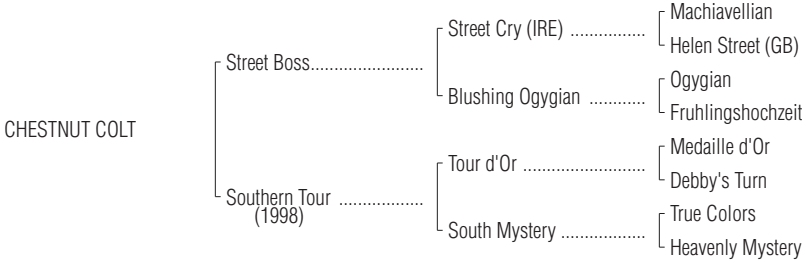 Machiavellian
Street Cry (IRE) ................
Helen Street (GB)
Street Boss........................
Ogygian
Blushing Ogygian ............
Fruhlingshochzeit
CHESTNUT COLT
Medaille d'Or
Tour d'Or ..........................
Debby's Turn
Southern Tour ..................
(1998)
True Colors
South Mystery ..................
Heavenly Mystery